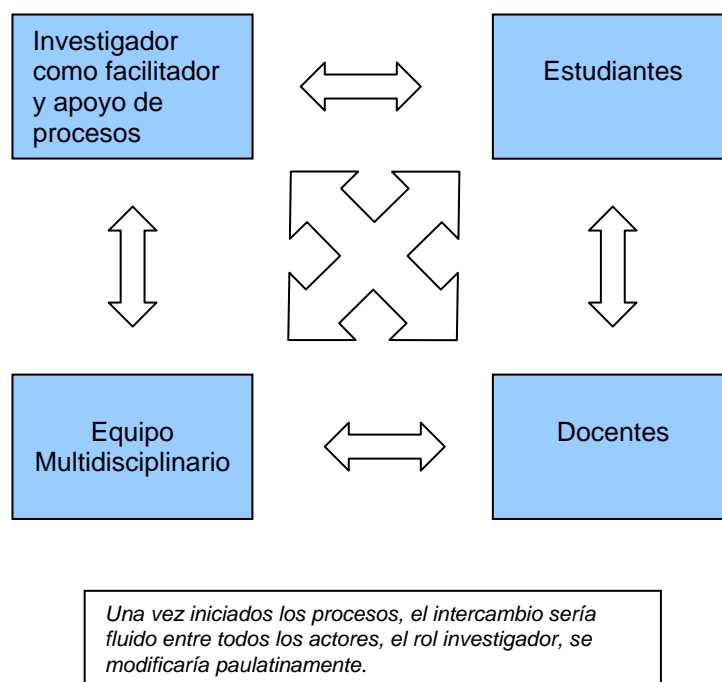 Investigador
como facilitador
y apoyo de
procesos
Estudiantes
Equipo
Multidisciplinario
Docentes
Una vez iniciados los procesos, el intercambio sería
fluido entre todos los actores, el rol investigador, se
modificaría paulatinamente.